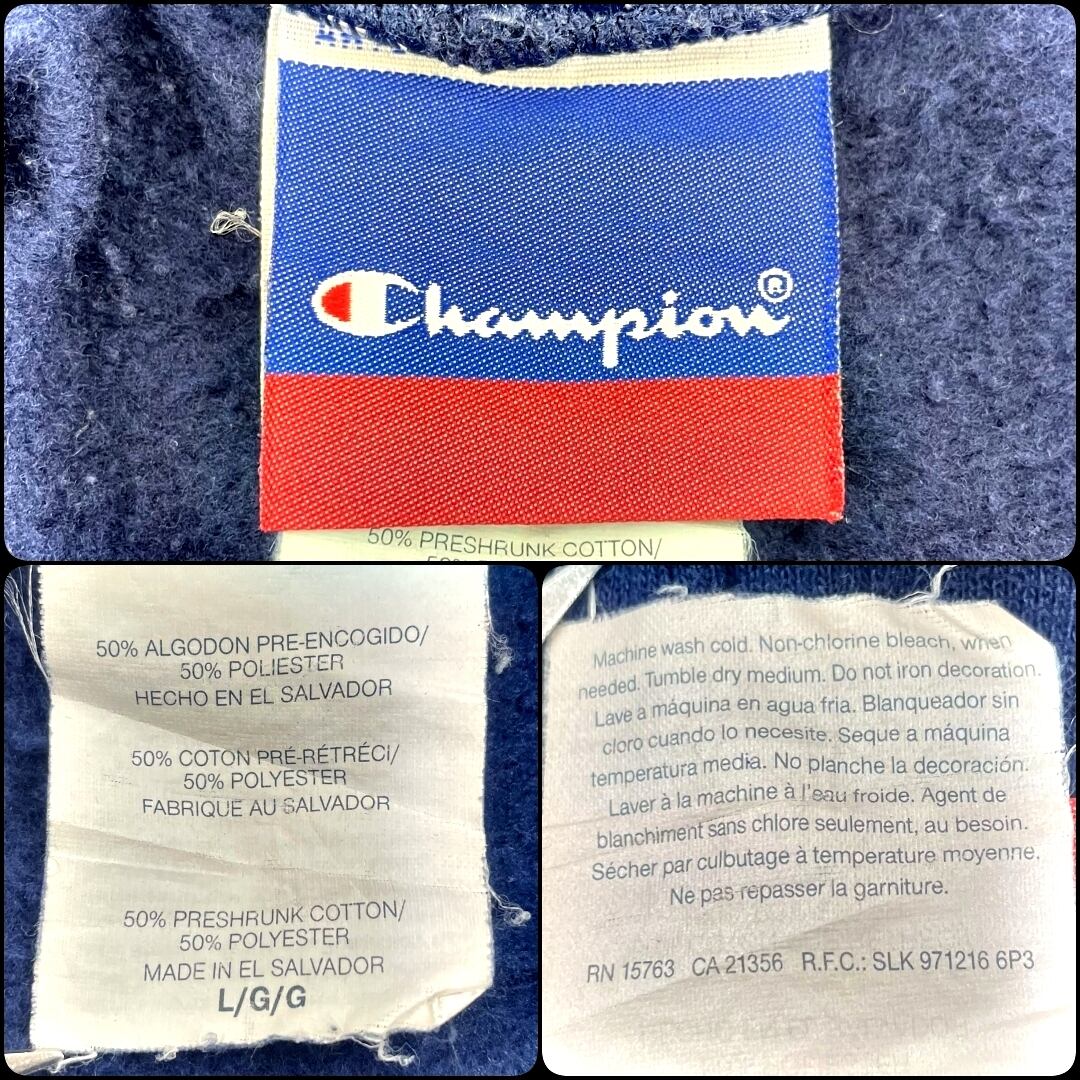 Champion®
50% PRESHRUNK COTTON/
50% ALGODON PRE-ENCOGIDO/
50% POLIESTER
HECHO EN EL SALVADOR
50% COTON PRÉ-RÉTRÉCI/
50% POLYESTER
FABRIQUE AU SALVADOR
50% PRESHRUNK COTTON/
50% POLYESTER
MADE IN EL SALVADOR
L/G/G
Machine wash cold. Non-chlorine bleach, when
needed. Tumble dry medium. Do not iron decoration.
Lave a máquina en agua fria. Blanqueador sin
cloro cuando lo necesite. Seque a máquina
temperatura media. No planche la decoración.
Laver à la machine à l'eau froide. Agent de
blanchiment sans chlore seulement, au besoin.
Sécher par culbutage à temperature moyenne.
Ne pas repasser la garniture.
RN 15763 CA 21356 R.F.C.: SLK 971216 6P3